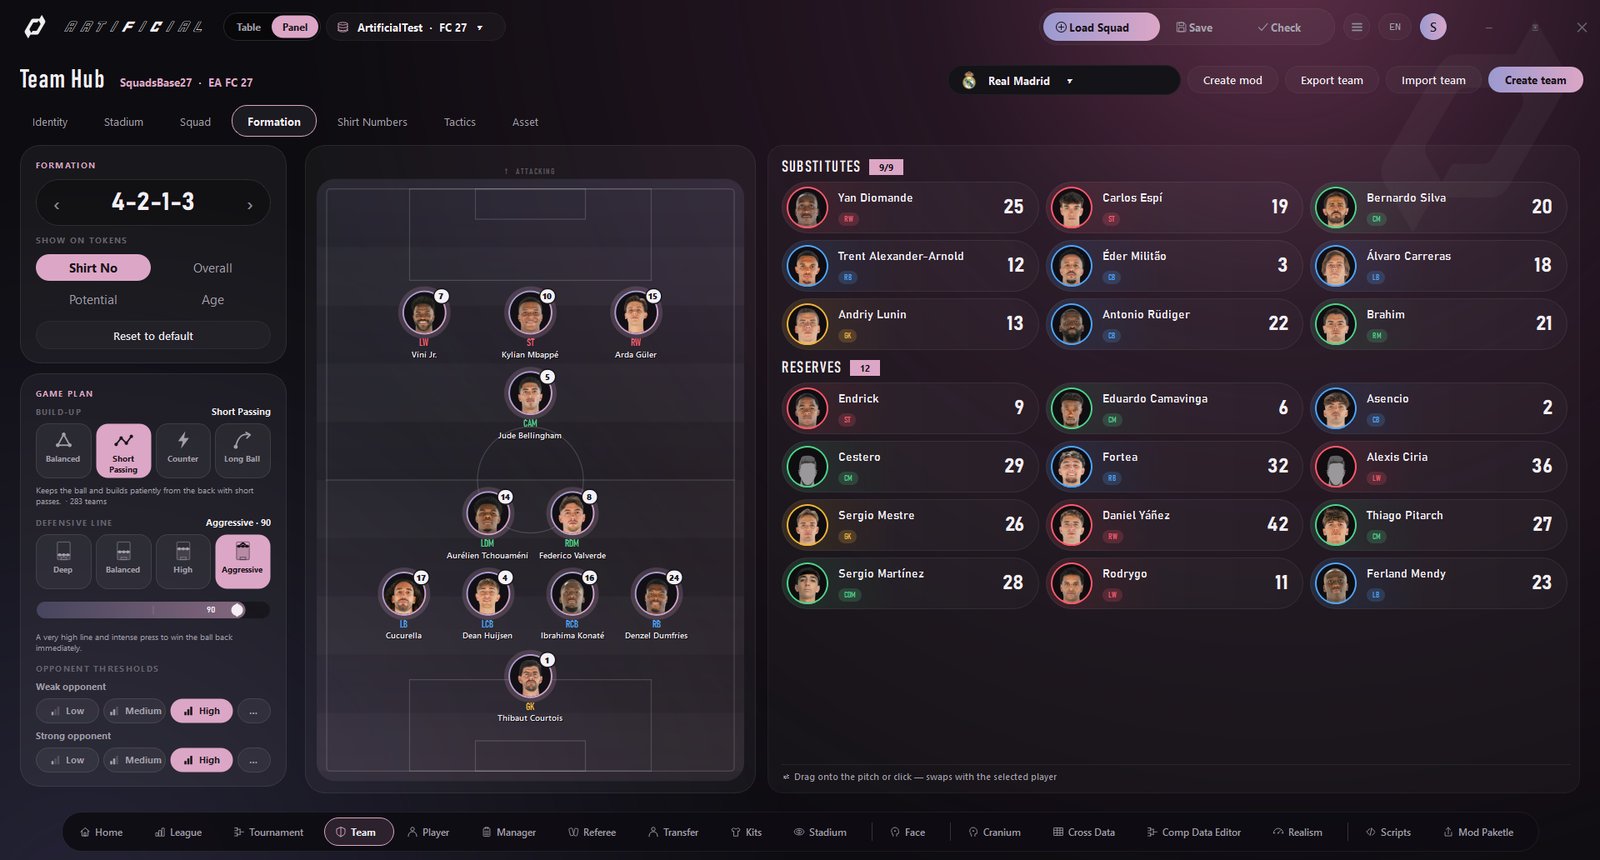 ARTIFICIAL
Table
Panel
ArtificialTest · FC 27
Load Squad
Save
Check
EN
S
Team Hub
SquadsBase27 · EA FC 27
Real Madrid
Create mod
Export team
Import team
Create team
Identity
Stadium
Squad
Formation
Shirt Numbers
Tactics
Asset
FORMATION
4-2-1-3
SHOW ON TOKENS
Shirt No
Overall
Potential
Age
Reset to default
GAME PLAN
BUILD-UP
Short Passing
Balanced
Short
Passing
Counter
Long Ball
Keeps the ball and builds patiently from the back with short
passes. · 283 teams
DEFENSIVE LINE
Aggressive · 90
Deep
Balanced
High
Aggressive
90
A very high line and intense press to win the ball back
immediately.
OPPONENT THRESHOLDS
Weak opponent
Low
Medium
High
...
Strong opponent
Low
Medium
High
...
↑ ATTACKING
7
LW
Vini Jr.
10
ST
Kylian Mbappé
15
RW
Arda Güler
5
CAM
Jude Bellingham
14
LDM
Aurélien Tchouaméni
8
RDM
Federico Valverde
17
LB
Cucurella
4
LCB
Dean Huijsen
16
RCB
Ibrahima Konaté
24
RB
Denzel Dumfries
1
GK
Thibaut Courtois
SUBSTITUTES
9/9
Yan Diomande
RW
25
Carlos Espí
ST
19
Bernardo Silva
CM
20
Trent Alexander-Arnold
RB
12
Éder Militão
CB
3
Álvaro Carreras
LB
18
Andriy Lunin
GK
13
Antonio Rüdiger
CB
22
Brahim
RM
21
RESERVES
12
Endrick
ST
9
Eduardo Camavinga
CM
6
Asencio
CB
2
Cestero
CM
29
Fortea
RB
32
Alexis Ciria
LW
36
Sergio Mestre
GK
26
Daniel Yáñez
RW
42
Thiago Pitarch
CM
27
Sergio Martínez
CDM
28
Rodrygo
LW
11
Ferland Mendy
LB
23
Drag onto the pitch or click — swaps with the selected player
Home
League
Tournament
Team
Player
Manager
Referee
Transfer
Kits
Stadium
Face
Cranium
Cross Data
Comp Data Editor
Realism
Scripts
Mod Paketle